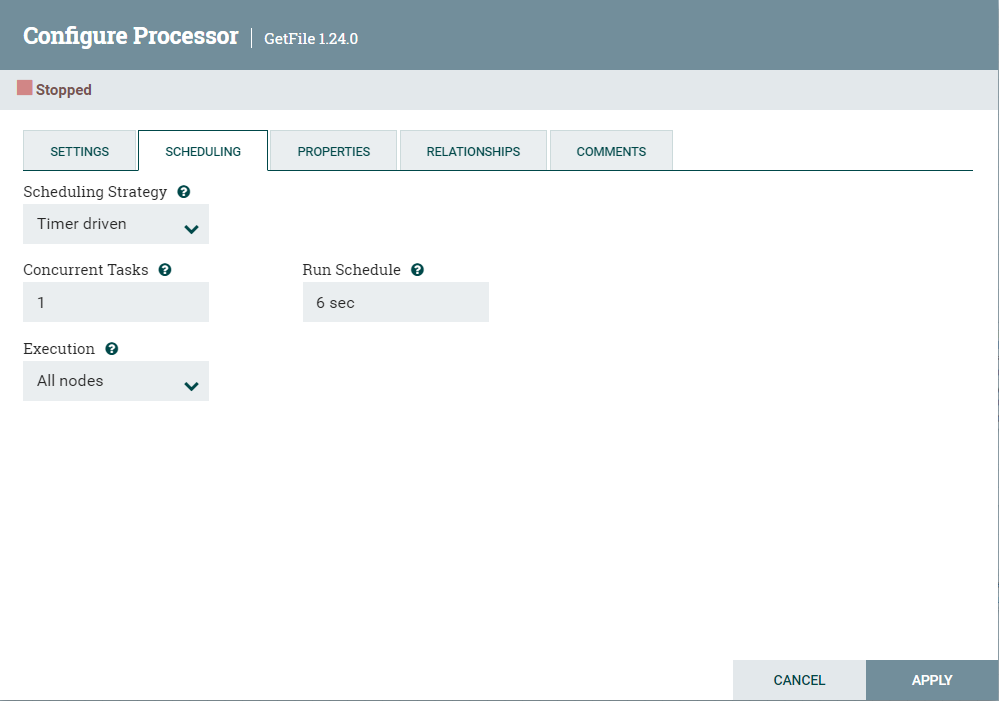 Configure Processor | GetFile 1.24.0
Stopped
SETTINGS SCHEDULING PROPERTIES RELATIONSHIPS COMMENTS
Scheduling Strategy
Timer driven
Concurrent Tasks Run Schedule
1 6 sec
Execution
All nodes
CANCEL APPLY